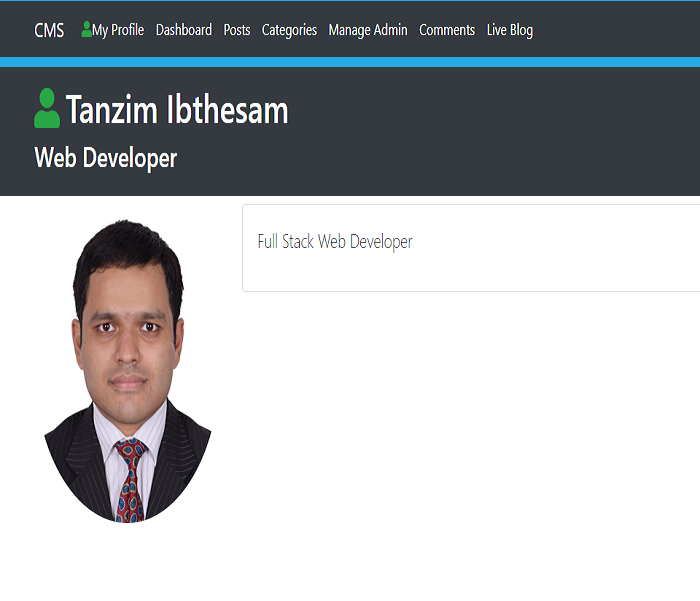 CMS My Profile Dashboard Posts Categories Manage Admin Comments Live Blog
Tanzim Ibthesam
Web Developer
Full Stack Web Developer